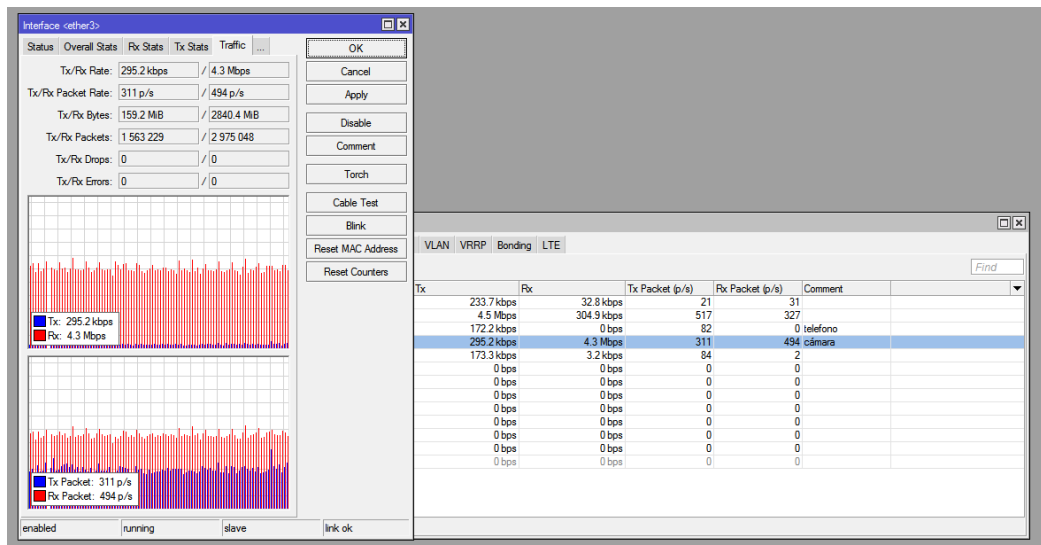 Interface <ether3>
Status Overall Stats Rx Stats Tx Stats Traffic ...
Tx/Rx Rate: 295.2 kbps / 4.3 Mbps
Tx/Rx Packet Rate: 311 p/s / 494 p/s
Tx/Rx Bytes: 159.2 MiB / 2840.4 MiB
Tx/Rx Packets: 1 563 229 / 2 975 048
Tx/Rx Drops: 0 / 0
Tx/Rx Errors: 0 / 0
Tx: 295.2 kbps
Rx: 4.3 Mbps
Tx Packet: 311 p/s
Rx Packet: 494 p/s
enabled running slave link ok
OK
Cancel
Apply
Disable
Comment
Torch
Cable Test
Blink
Reset MAC Address
Reset Counters
VLAN VRRP Bonding LTE
Find
Tx Rx Tx Packet (p/s) Rx Packet (p/s) Comment
233.7 kbps 32.8 kbps 21 31
4.5 Mbps 304.9 kbps 517 327
172.2 kbps 0 bps 82 0 telefono
295.2 kbps 4.3 Mbps 311 494 cámara
173.3 kbps 3.2 kbps 84 2
0 bps 0 bps 0 0
0 bps 0 bps 0 0
0 bps 0 bps 0 0
0 bps 0 bps 0 0
0 bps 0 bps 0 0
0 bps 0 bps 0 0
0 bps 0 bps 0 0
0 bps 0 bps 0 0